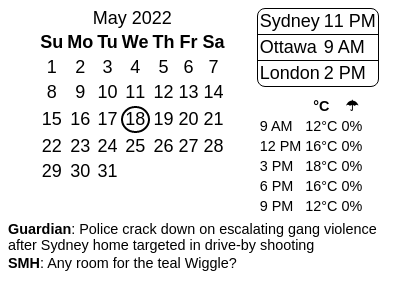 May 2022
Su Mo Tu We Th Fr Sa
1 2 3 4 5 6 7
8 9 10 11 12 13 14
15 16 17 18 19 20 21
22 23 24 25 26 27 28
29 30 31
Sydney 11 PM
Ottawa 9 AM
London 2 PM
°C ☂
9 AM 12°C 0%
12 PM 16°C 0%
3 PM 18°C 0%
6 PM 16°C 0%
9 PM 12°C 0%
Guardian: Police crack down on escalating gang violence
after Sydney home targeted in drive-by shooting
SMH: Any room for the teal Wiggle?